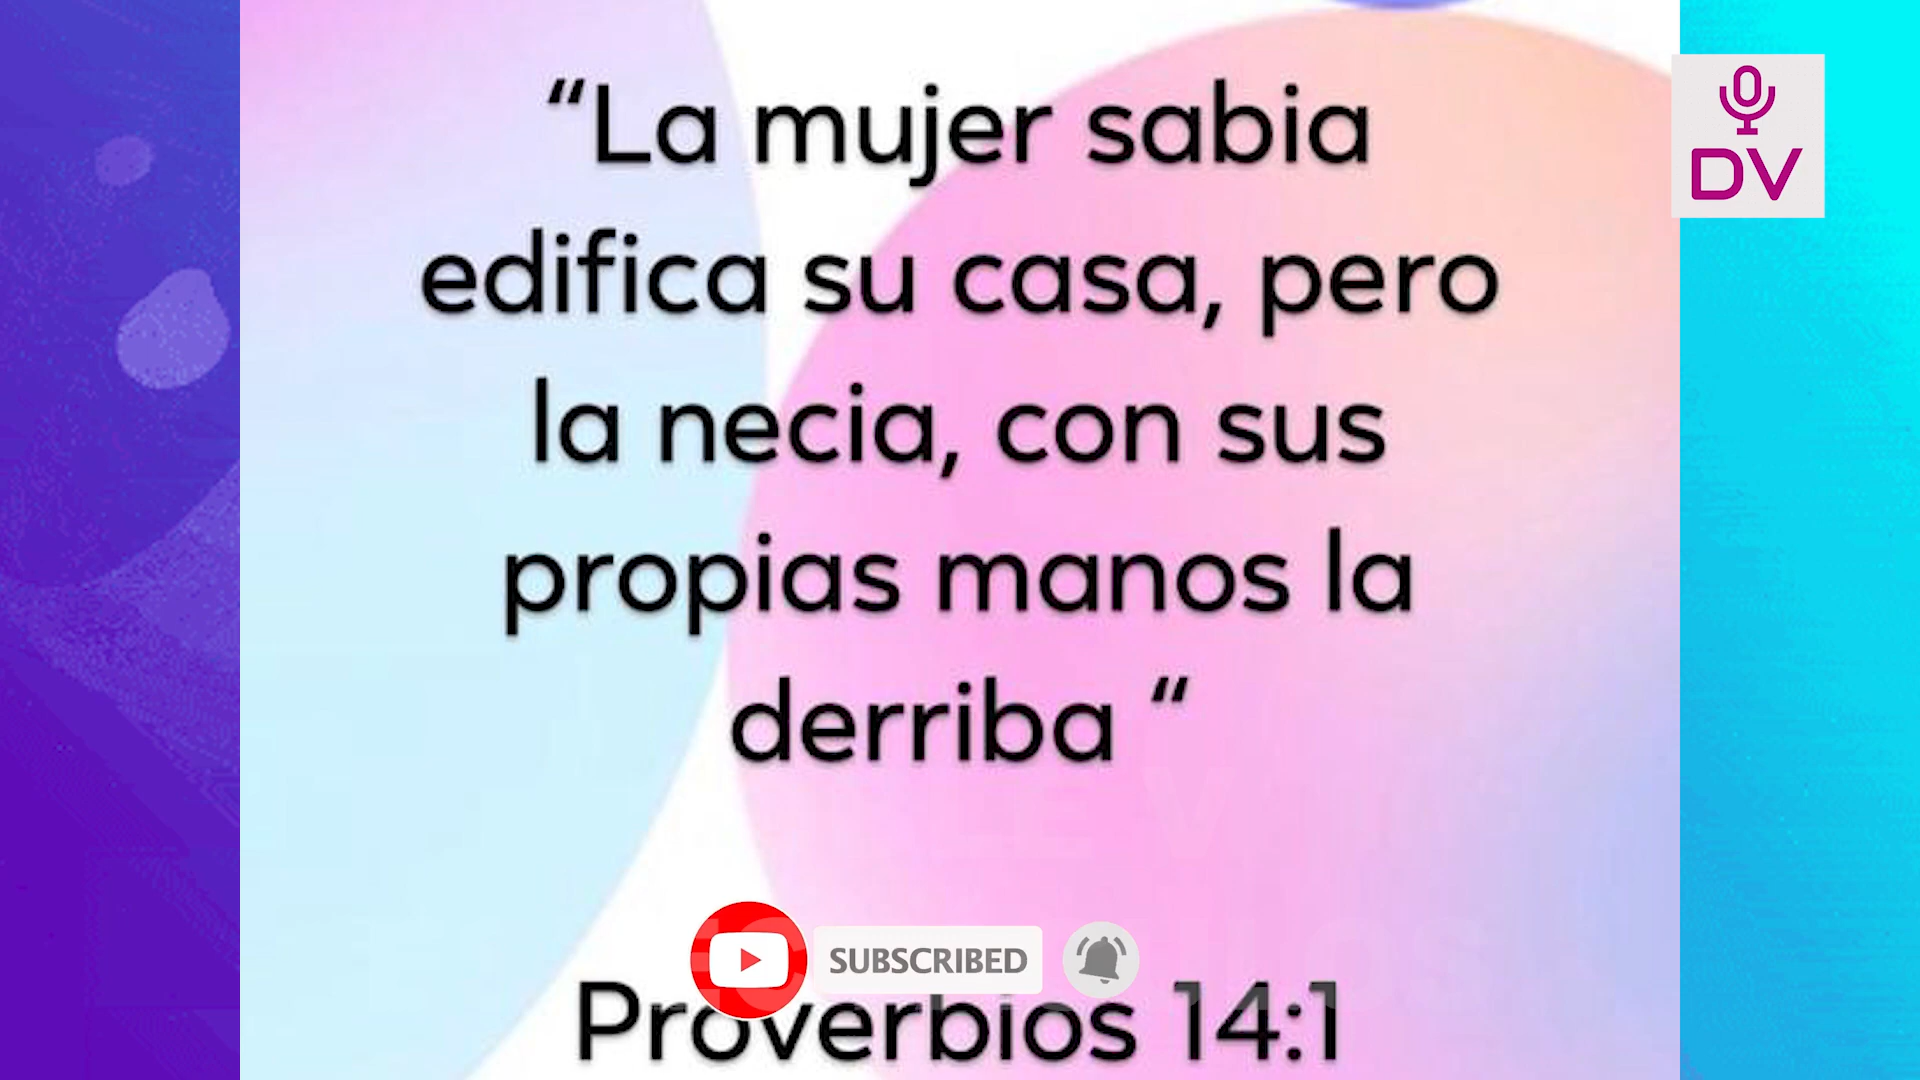 “La mujer sabia
edifica su casa, pero
la necia, con sus
propias manos la
derriba “
DV
SUBSCRIBED
Proverbios 14:1